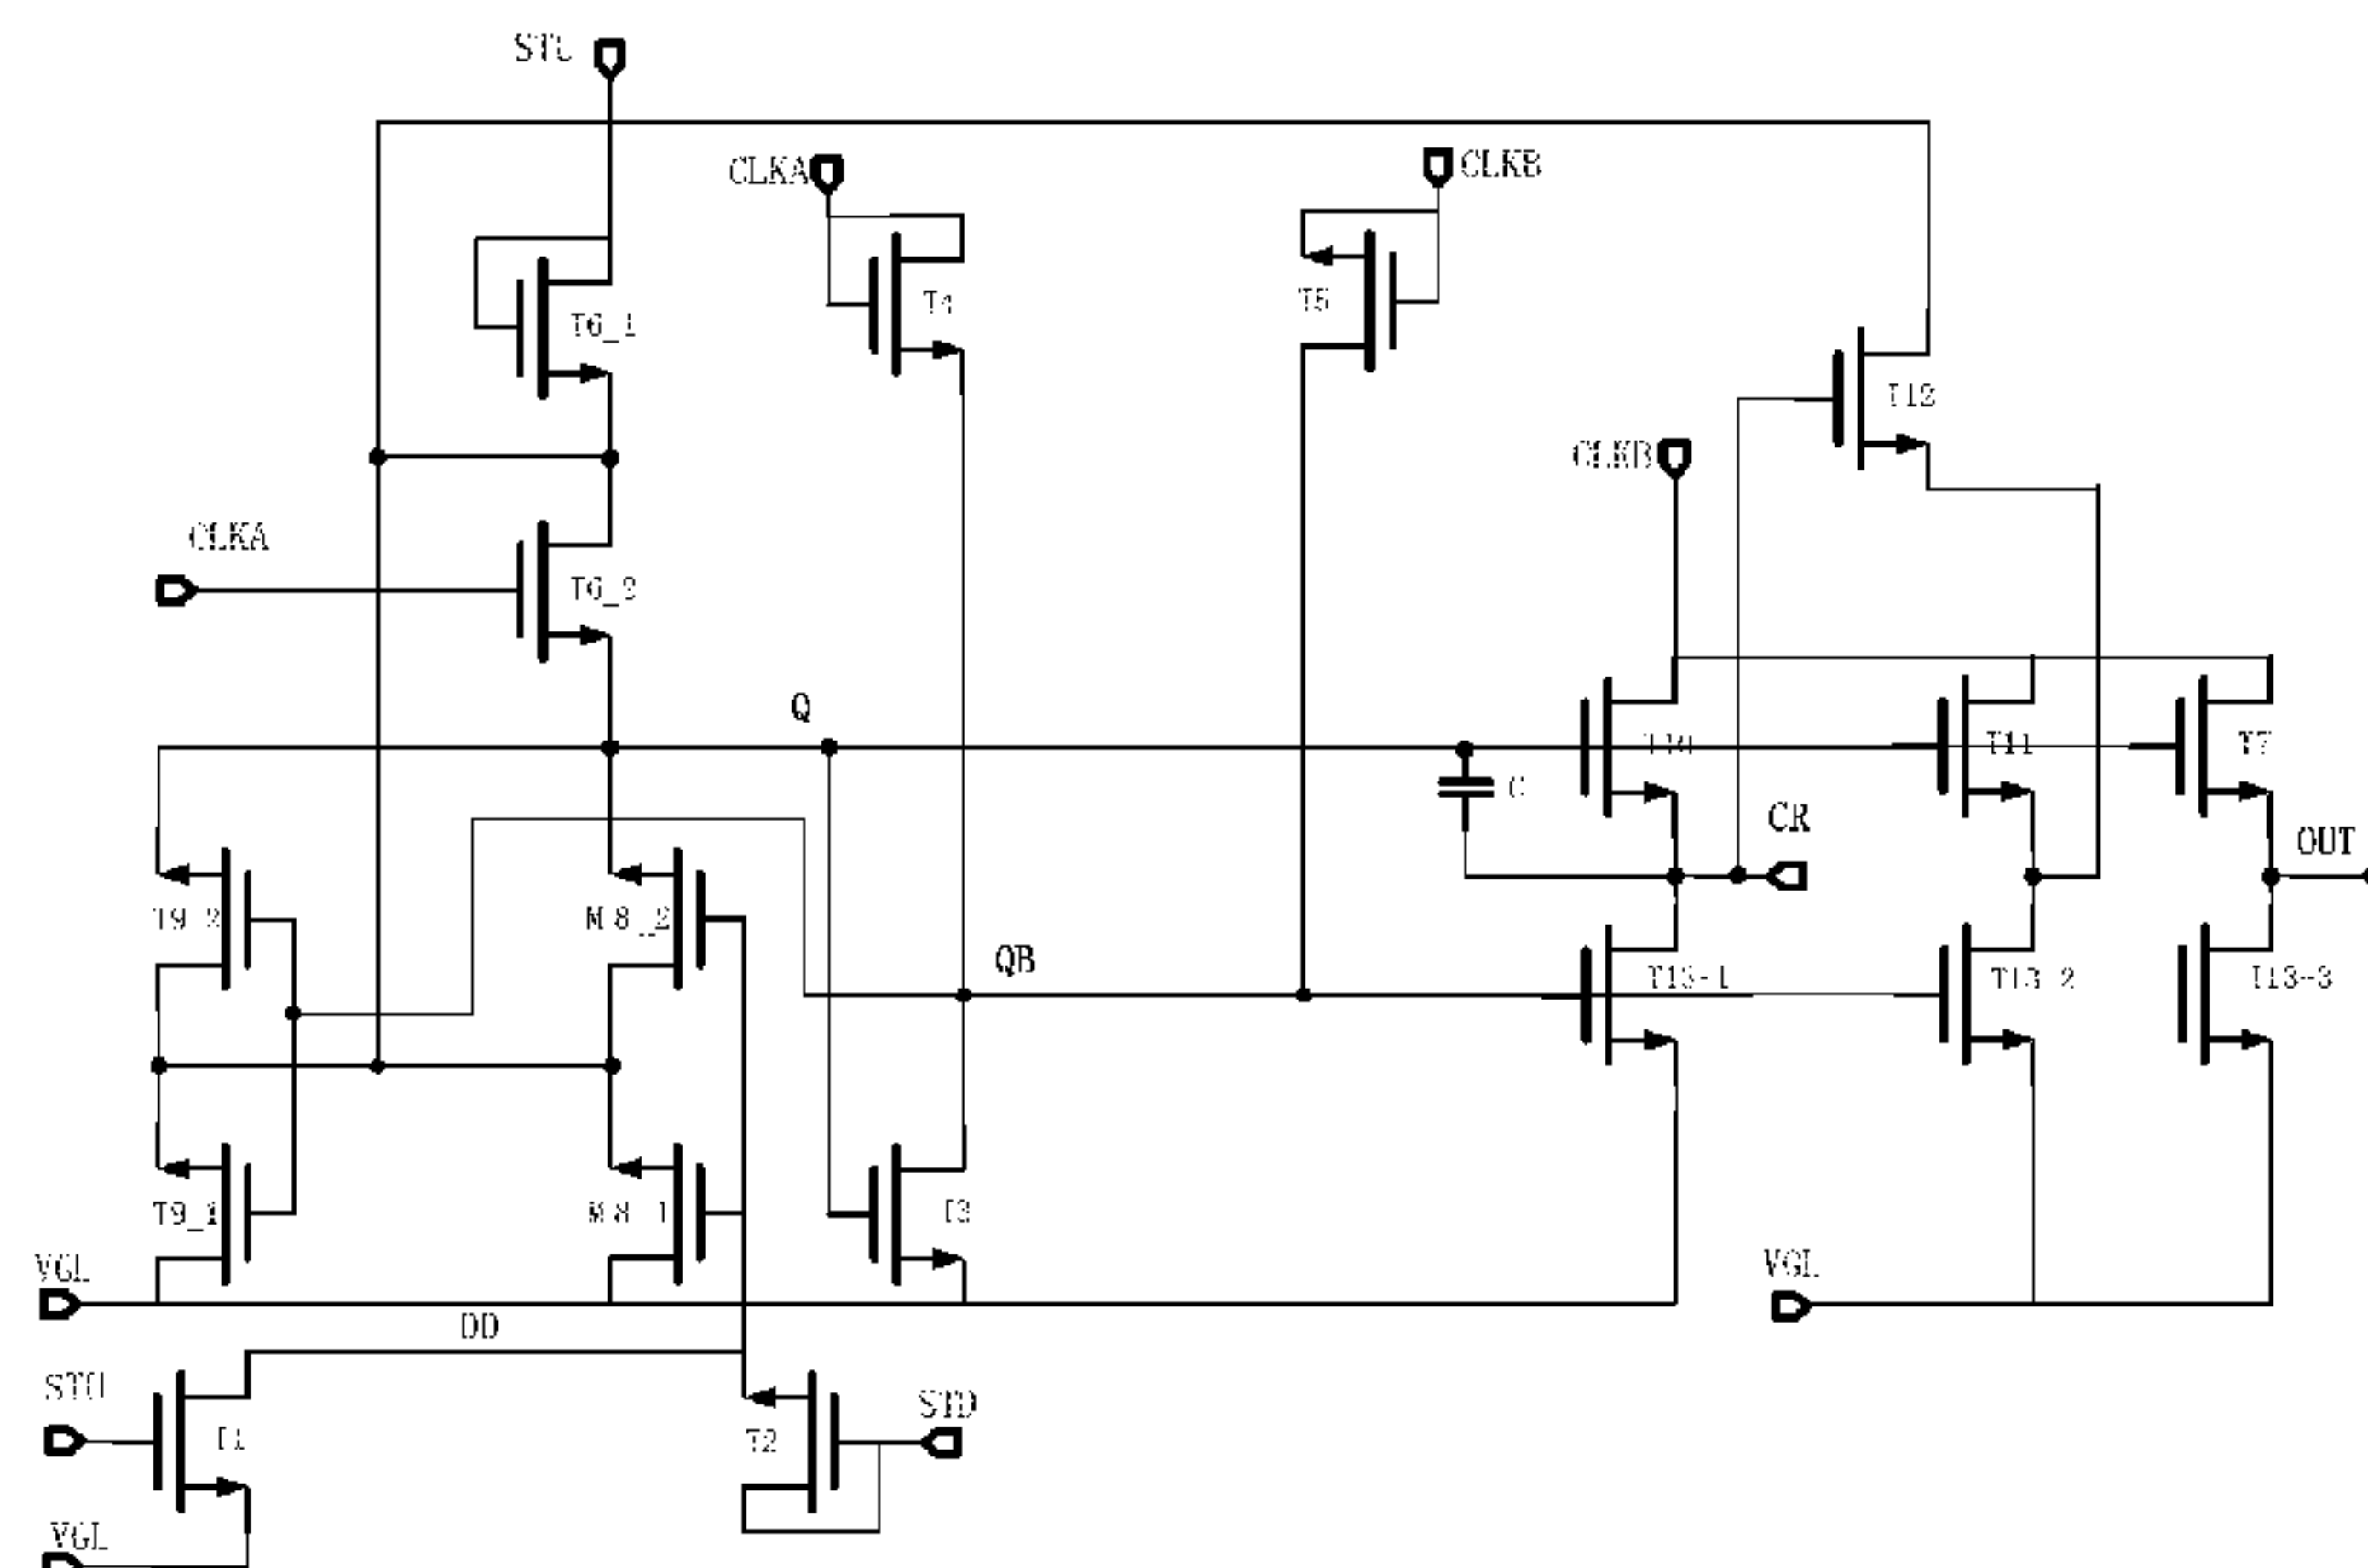 STU
CLKA
CLKB
T4
T5
T6_1
T12
CLKB
CLKA
T6_2
Q
T10
T11
T7
C
CR
OUT
T9_2
M8_2
QB
T13-1
T13_2
T13-3
T9_1
M8_1
T3
VGL
VGL
DD
STU
STD
T1
T2
VGL